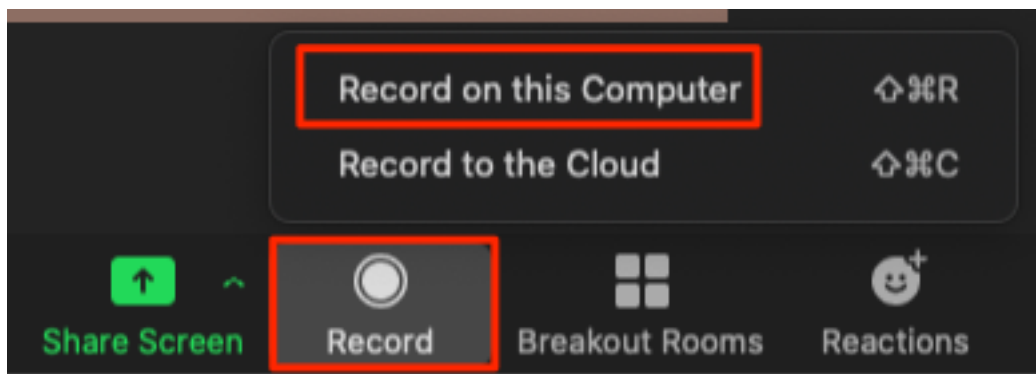 Record on this Computer ⇧⌘R
Record to the Cloud ⇧⌘C
Share Screen Record Breakout Rooms Reactions